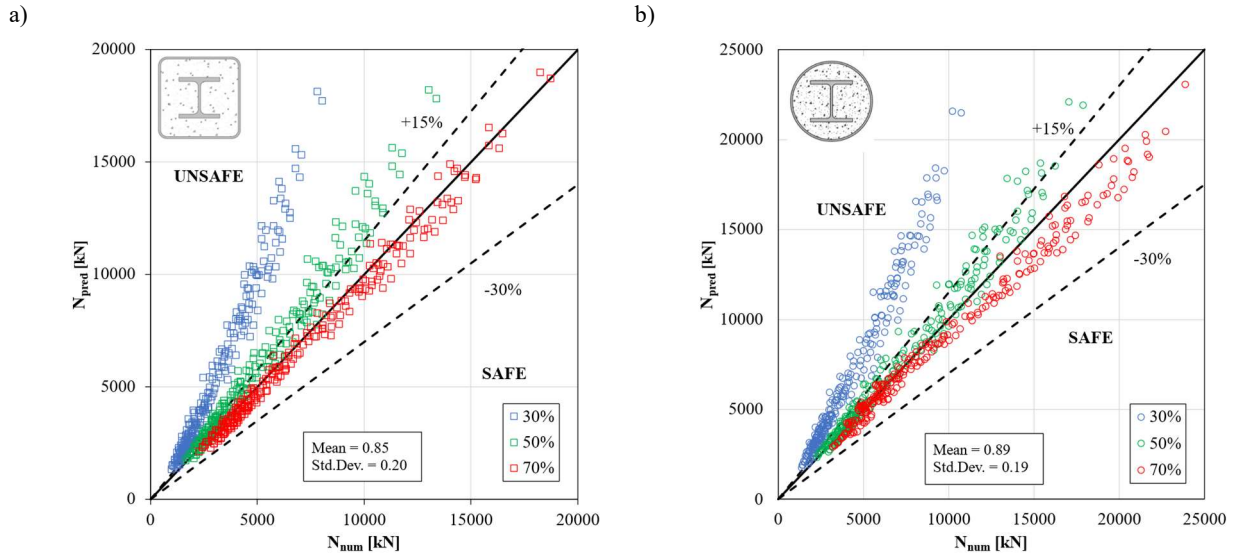 a)
20000
15000
10000
5000
0
N_pred [kN]
UNSAFE
+15%
-30%
SAFE
30%
50%
70%
Mean = 0.85
Std.Dev. = 0.20
0 5000 10000 15000 20000
N_num [kN]
b)
25000
20000
15000
10000
5000
0
N_pred [kN]
UNSAFE
+15%
-30%
SAFE
30%
50%
70%
Mean = 0.89
Std.Dev. = 0.19
0 5000 10000 15000 20000 25000
N_num [kN]